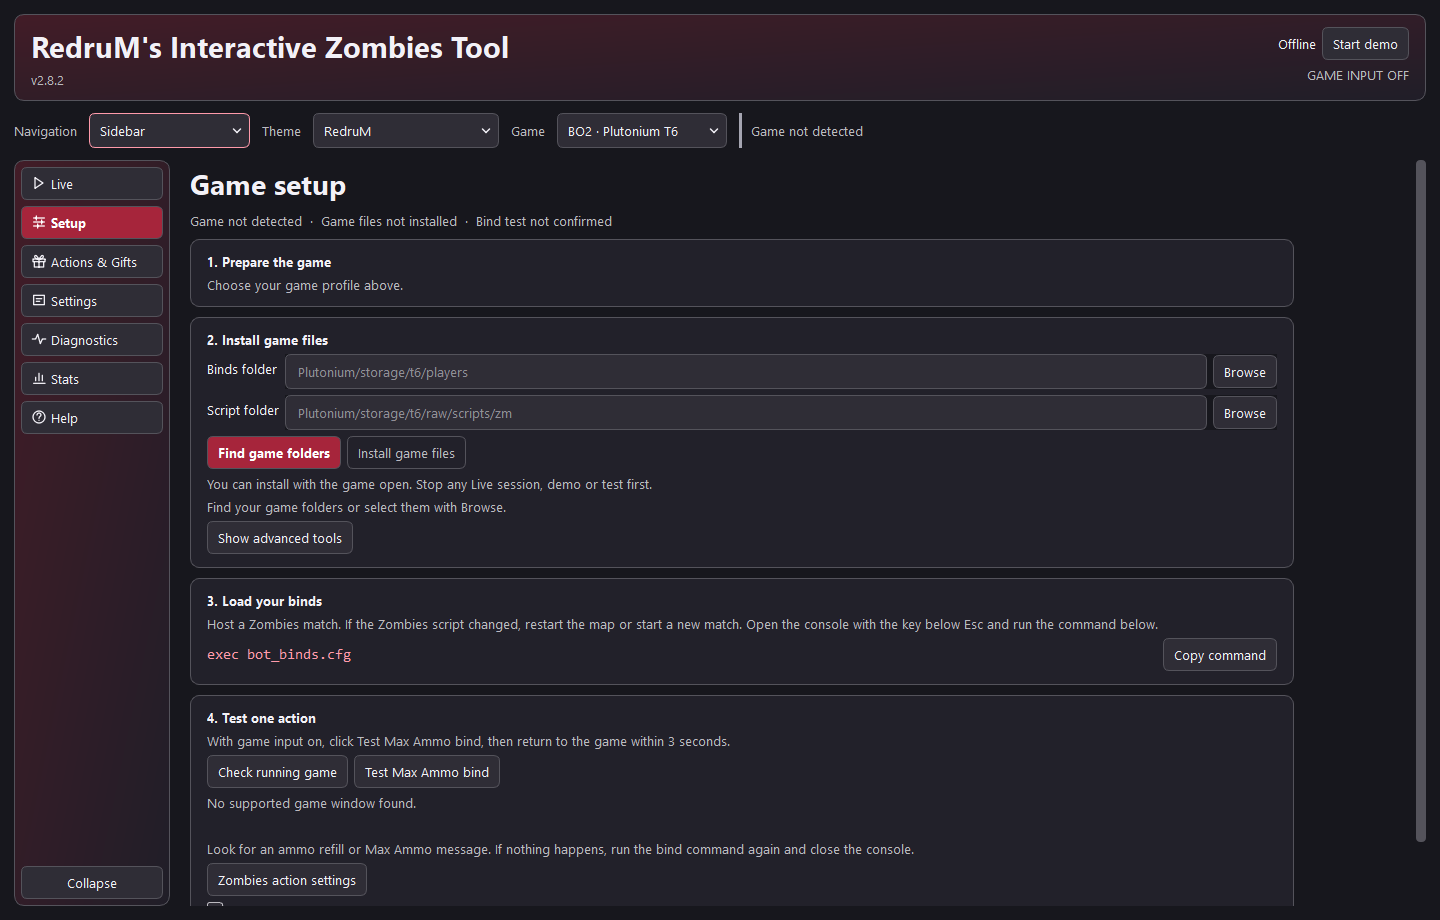 RedruM's Interactive Zombies Tool
v2.8.2
Offline
Start demo
GAME INPUT OFF
Navigation
Sidebar
Theme
RedruM
Game
BO2 · Plutonium T6
Game not detected
Live
Setup
Actions & Gifts
Settings
Diagnostics
Stats
Help
Collapse
Game setup
Game not detected · Game files not installed · Bind test not confirmed
1. Prepare the game
Choose your game profile above.
2. Install game files
Binds folder
Plutonium/storage/t6/players
Browse
Script folder
Plutonium/storage/t6/raw/scripts/zm
Browse
Find game folders
Install game files
You can install with the game open. Stop any Live session, demo or test first.
Find your game folders or select them with Browse.
Show advanced tools
3. Load your binds
Host a Zombies match. If the Zombies script changed, restart the map or start a new match. Open the console with the key below Esc and run the command below.
exec bot_binds.cfg
Copy command
4. Test one action
With game input on, click Test Max Ammo bind, then return to the game within 3 seconds.
Check running game
Test Max Ammo bind
No supported game window found.
Look for an ammo refill or Max Ammo message. If nothing happens, run the bind command again and close the console.
Zombies action settings